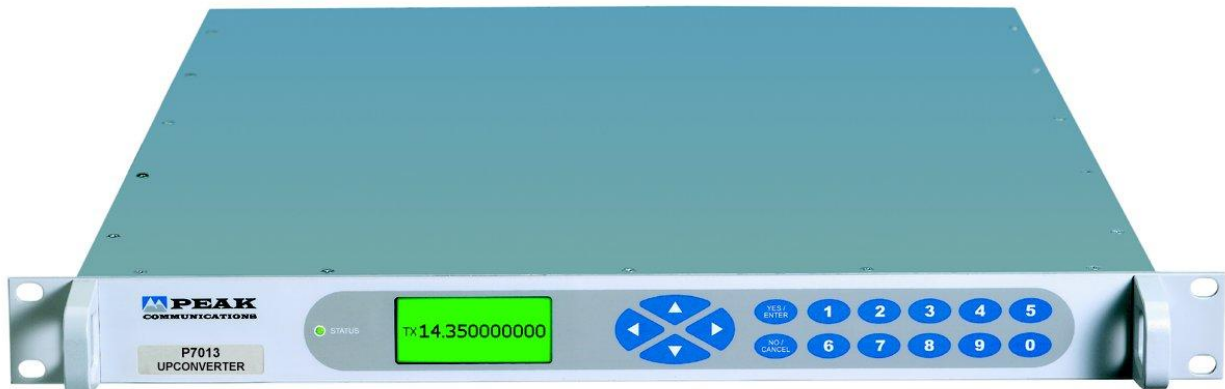 PEAK
COMMUNICATIONS
P7013
UPCONVERTER
STATUS
TX14.350000000
YES /
ENTER
1 2 3 4 5
NO /
CANCEL
6 7 8 9 0